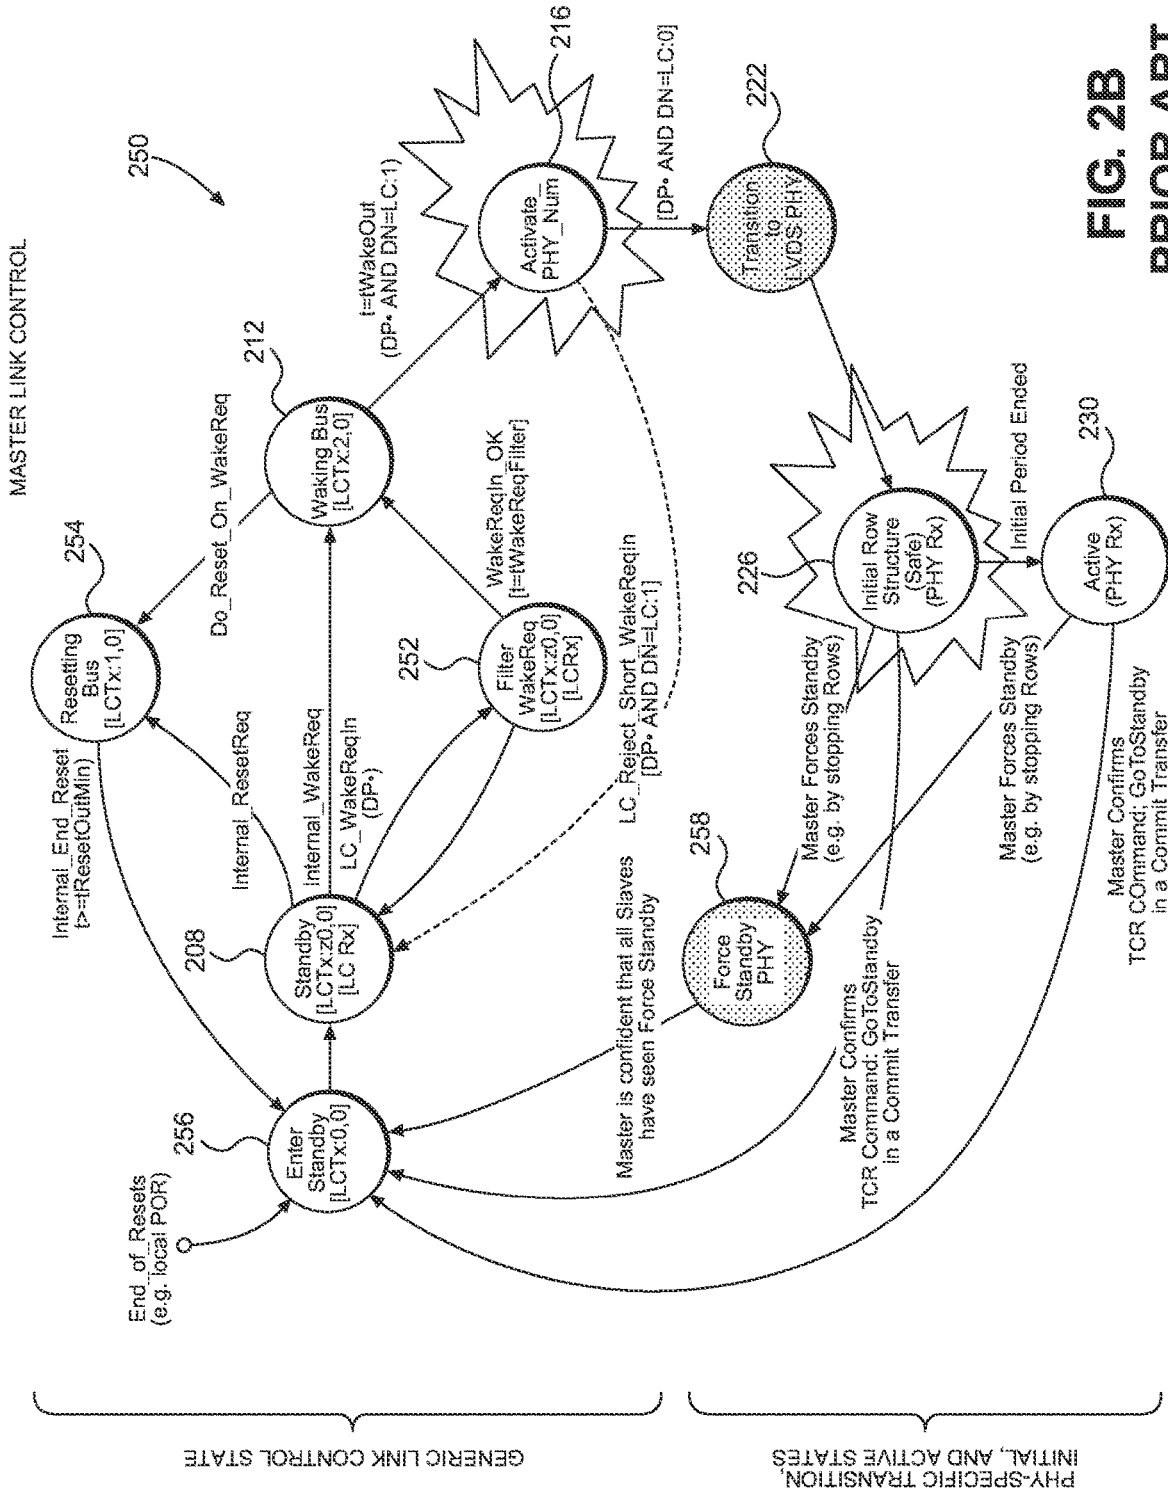 MASTER LINK CONTROL
250
254
Resetting
Bus
[LCTx:1,0]
Internal_End_Reset
t>=tResetOutMin
Do_Reset_On_WakeReq
Internal_ResetReq
End_of_Resets
(e.g. local POR)
256
Enter
Standby
[LCTx:0,0]
208
Standby
[LCTx:z0,0]
[LC Rx]
Internal_WakeReq
LC_WakeReqIn
(DP•)
212
Waking Bus
[LCTx:2,0]
t=tWakeOut
(DP• AND DN=LC:1)
252
Filter
WakeReq
[LCTx:z0,0]
[LCRx]
WakeReqIn_OK
[t=tWakeReqFilter]
216
Activate_
PHY_Num
LC_Reject_Short_WakeReqIn
[DP• AND DN=LC:1]
[DP• AND DN=LC:0]
222
Transition
to
LVDS PHY
GENERIC LINK CONTROL STATE
Master is confident that all Slaves
have seen Force Standby
258
Force
Standby
PHY
Master Forces Standby
(e.g. by stopping Rows)
226
Initial Row
Structure
(Safe)
(PHY Rx)
Initial Period Ended
Master Confirms
TCR Command: GoToStandby
in a Commit Transfer
Master Forces Standby
(e.g. by stopping Rows)
230
Active
(PHY Rx)
Master Confirms
TCR COmmand; GoToStandby
in a Commit Transfer
PHY-SPECIFIC TRANSITION,
INITIAL, AND ACTIVE STATES
FIG. 2B
PRIOR ART